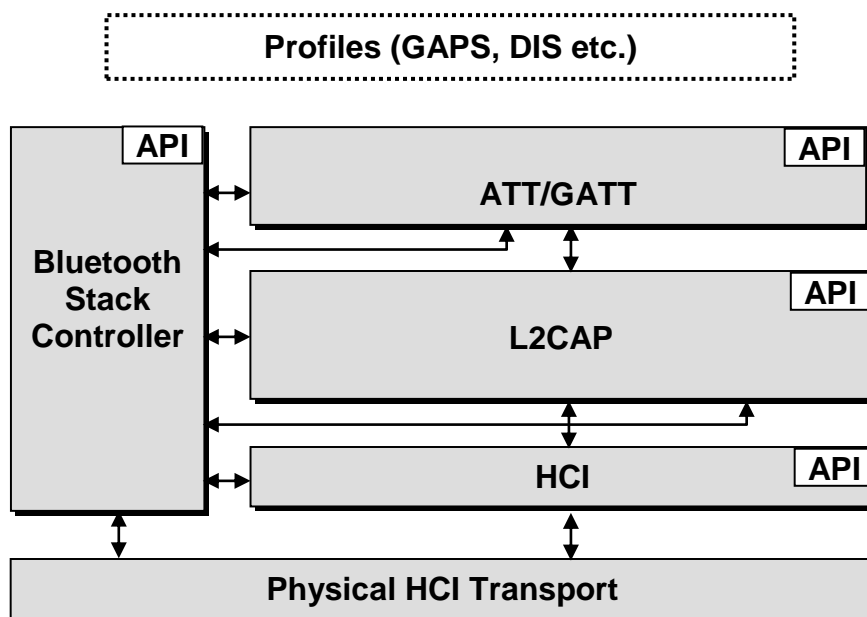 Profiles (GAPS, DIS etc.)
API
API
ATT/GATT
Bluetooth
Stack
Controller
API
L2CAP
API
HCI
Physical HCI Transport